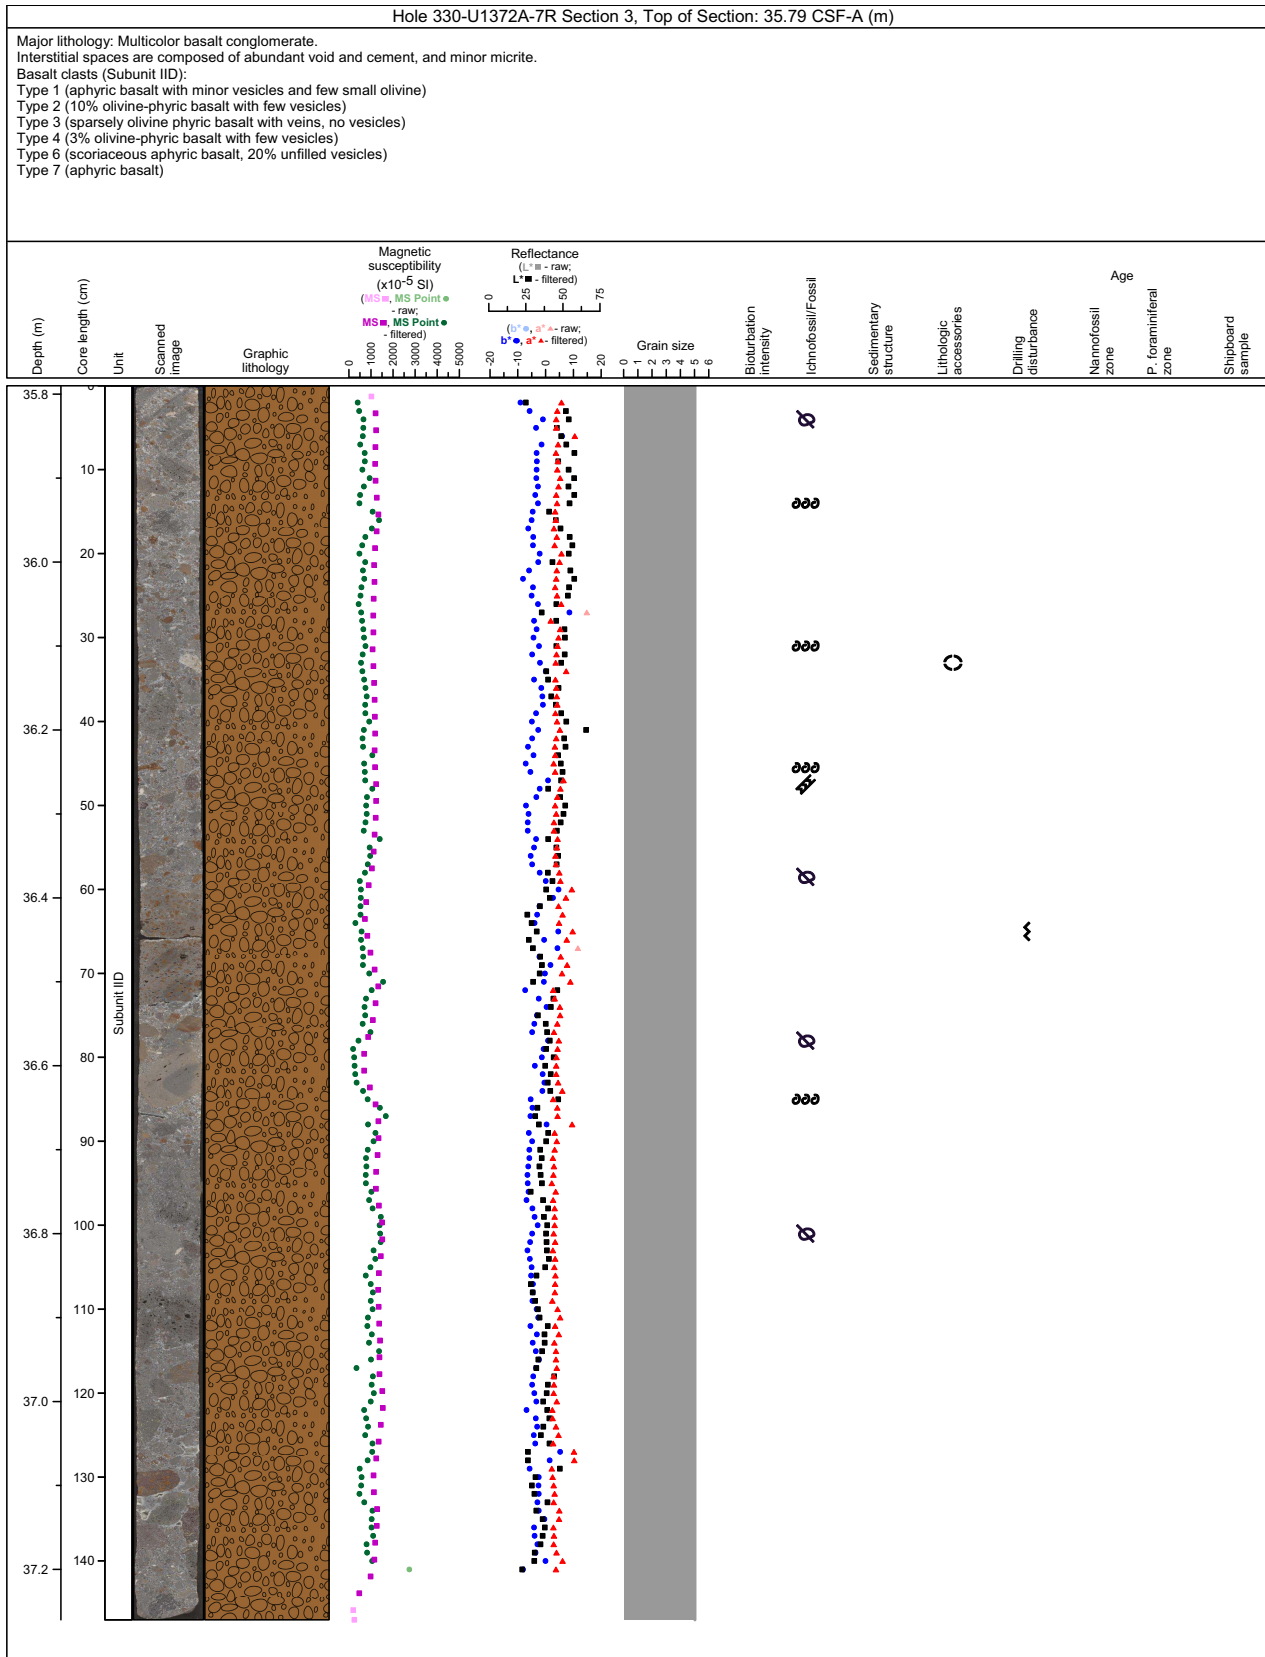 Hole 330-U1372A-7R Section 3, Top of Section: 35.79 CSF-A (m)
Major lithology: Multicolor basalt conglomerate.
Interstitial spaces are composed of abundant void and cement, and minor micrite.
Basalt clasts (Subunit IID):
Type 1 (aphyric basalt with minor vesicles and few small olivine)
Type 2 (10% olivine-phyric basalt with few vesicles)
Type 3 (sparsely olivine phyric basalt with veins, no vesicles)
Type 4 (3% olivine-phyric basalt with few vesicles)
Type 6 (scoriaceous aphyric basalt, 20% unfilled vesicles)
Type 7 (aphyric basalt)
Depth (m)
Core length (cm)
Unit
Scanned
image
Graphic
lithology
Magnetic
susceptibility
(x10-5 SI)
(MS, MS Point
- raw;
MS, MS Point
- filtered)
0 1000 2000 3000 4000 5000
Reflectance
(L* - raw;
L* - filtered)
0 25 50 75
(b*, a* - raw;
b*, a* - filtered)
-20 -10 0 10 20
Grain size
0 1 2 3 4 5 6
Bioturbation
intensity
Ichnofossil/Fossil
Sedimentary
structure
Lithologic
accessories
Drilling
disturbance
Age
Nannofossil
zone
P. foraminiferal
zone
Shipboard
sample
35.8
36.0
36.2
36.4
36.6
36.8
37.0
37.2
0
10
20
30
40
50
60
70
80
90
100
110
120
130
140
Subunit IID